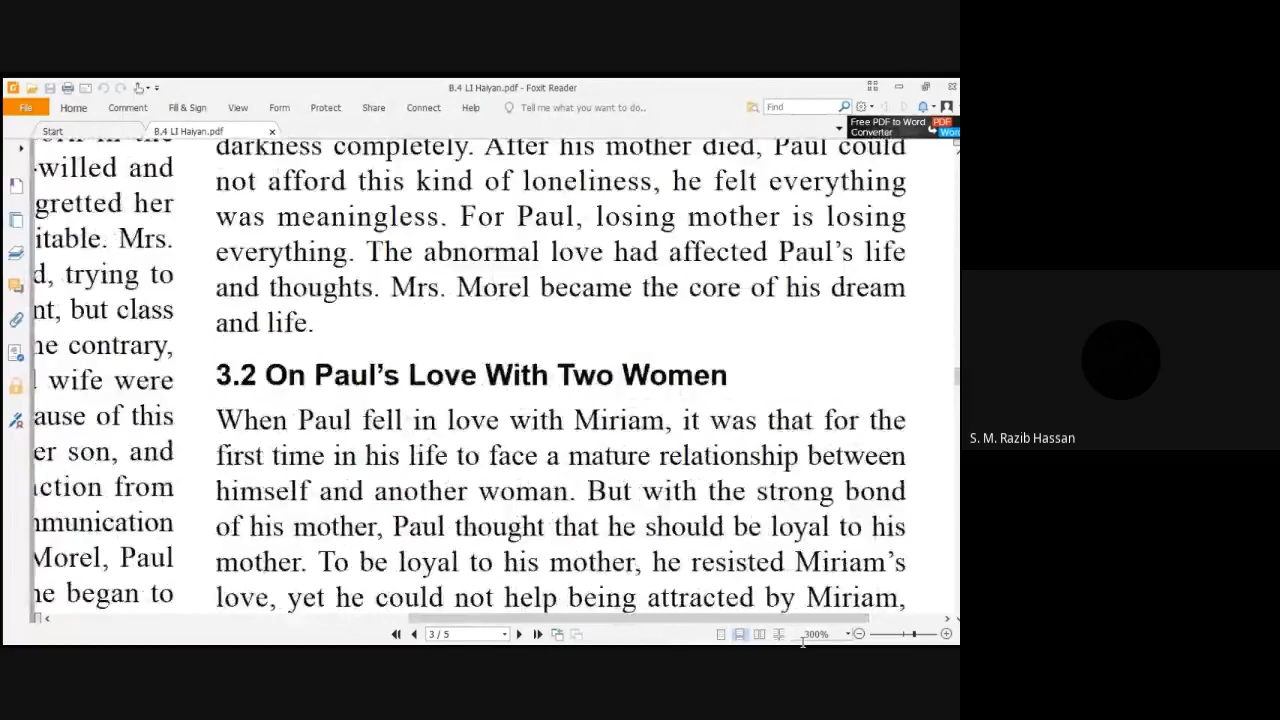 B.4 LI Haiyan.pdf - Foxit Reader
File Home Comment Fill & Sign View Form Protect Share Connect Help Tell me what you want to do.. Find
Free PDF to Word
Converter
PDF
Word
Start B.4 LI Haiyan.pdf
-willed and
gretted her
itable. Mrs.
d, trying to
nt, but class
he contrary,
wife were
ause of this
er son, and
action from
mmunication
Morel, Paul
he began to
darkness completely. After his mother died, Paul could
not afford this kind of loneliness, he felt everything
was meaningless. For Paul, losing mother is losing
everything. The abnormal love had affected Paul's life
and thoughts. Mrs. Morel became the core of his dream
and life.
3.2 On Paul's Love With Two Women
When Paul fell in love with Miriam, it was that for the
first time in his life to face a mature relationship between
himself and another woman. But with the strong bond
of his mother, Paul thought that he should be loyal to his
mother. To be loyal to his mother, he resisted Miriam's
love, yet he could not help being attracted by Miriam,
3 / 5
300%
S. M. Razib Hassan